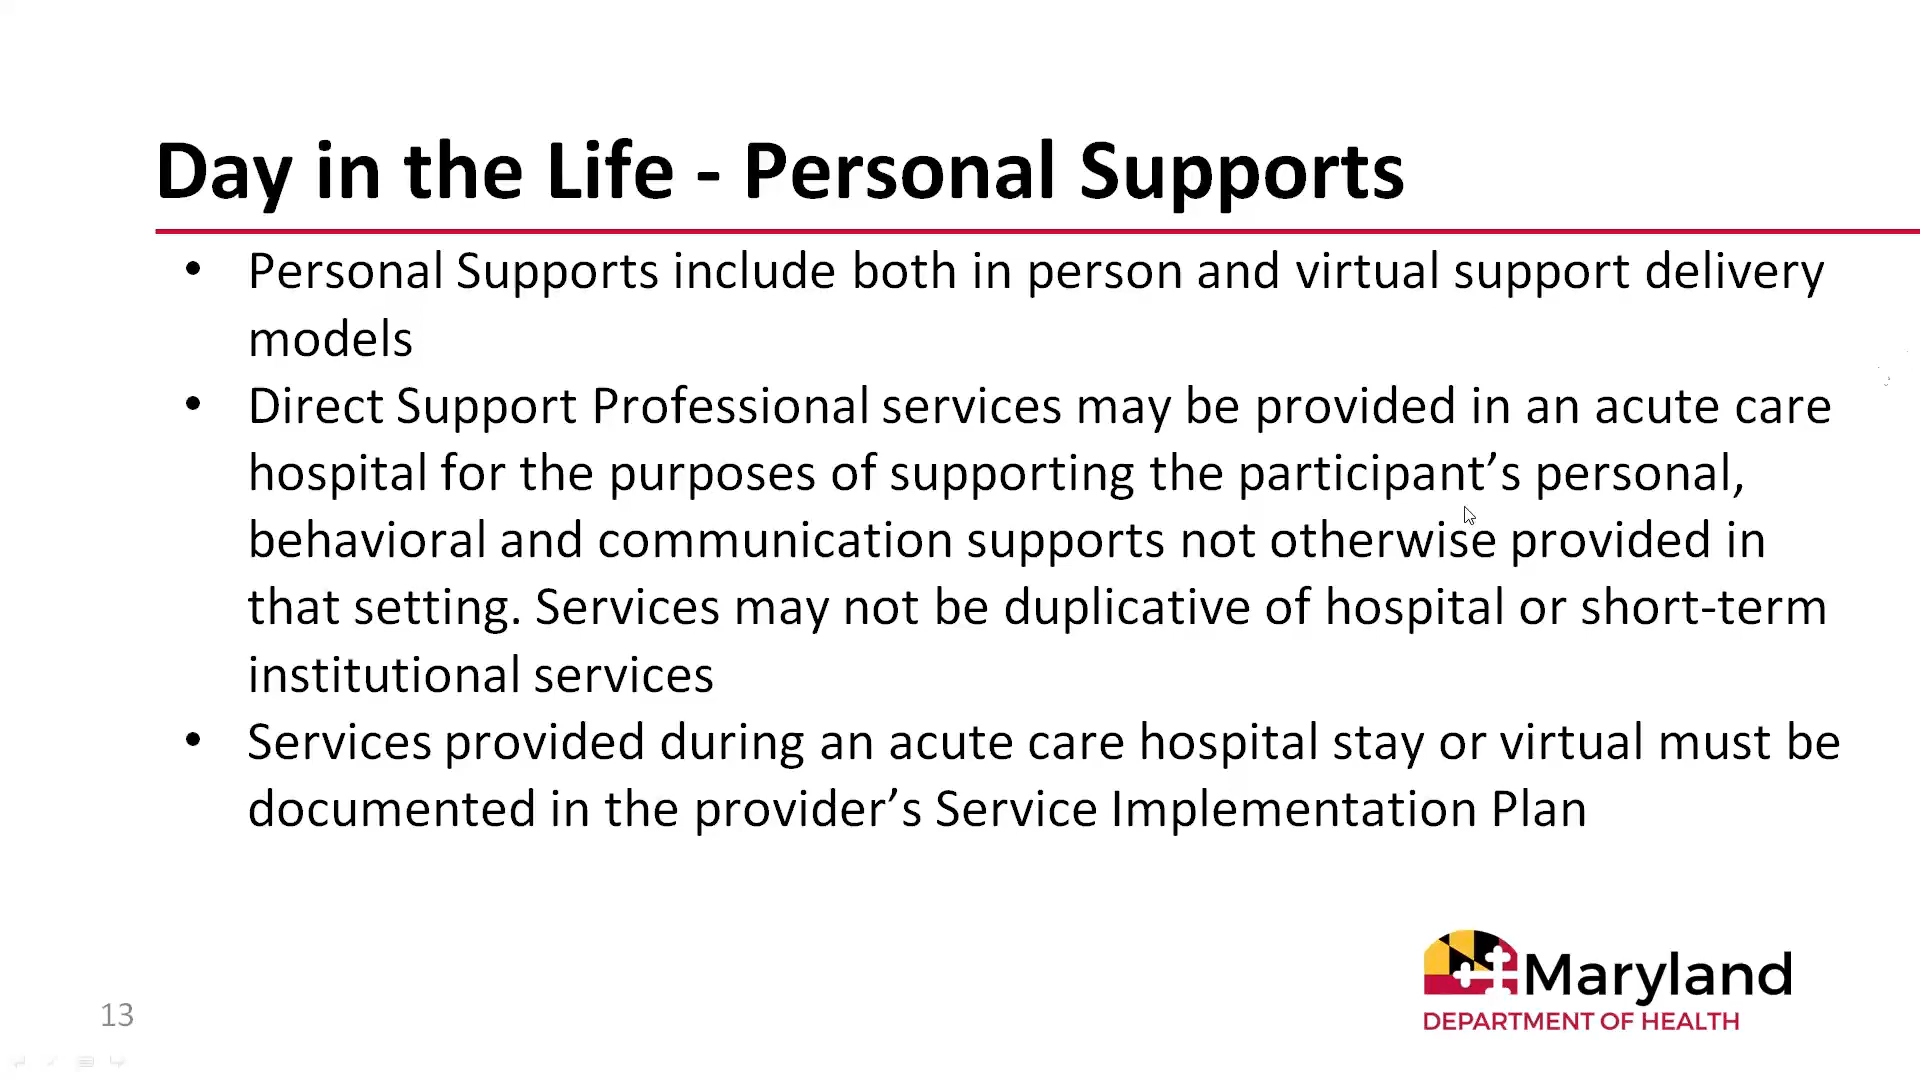 Day in the Life - Personal Supports
• Personal Supports include both in person and virtual support delivery
models
• Direct Support Professional services may be provided in an acute care
hospital for the purposes of supporting the participant’s personal,
behavioral and communication supports not otherwise provided in
that setting. Services may not be duplicative of hospital or short-term
institutional services
• Services provided during an acute care hospital stay or virtual must be
documented in the provider’s Service Implementation Plan
Maryland
DEPARTMENT OF HEALTH
13